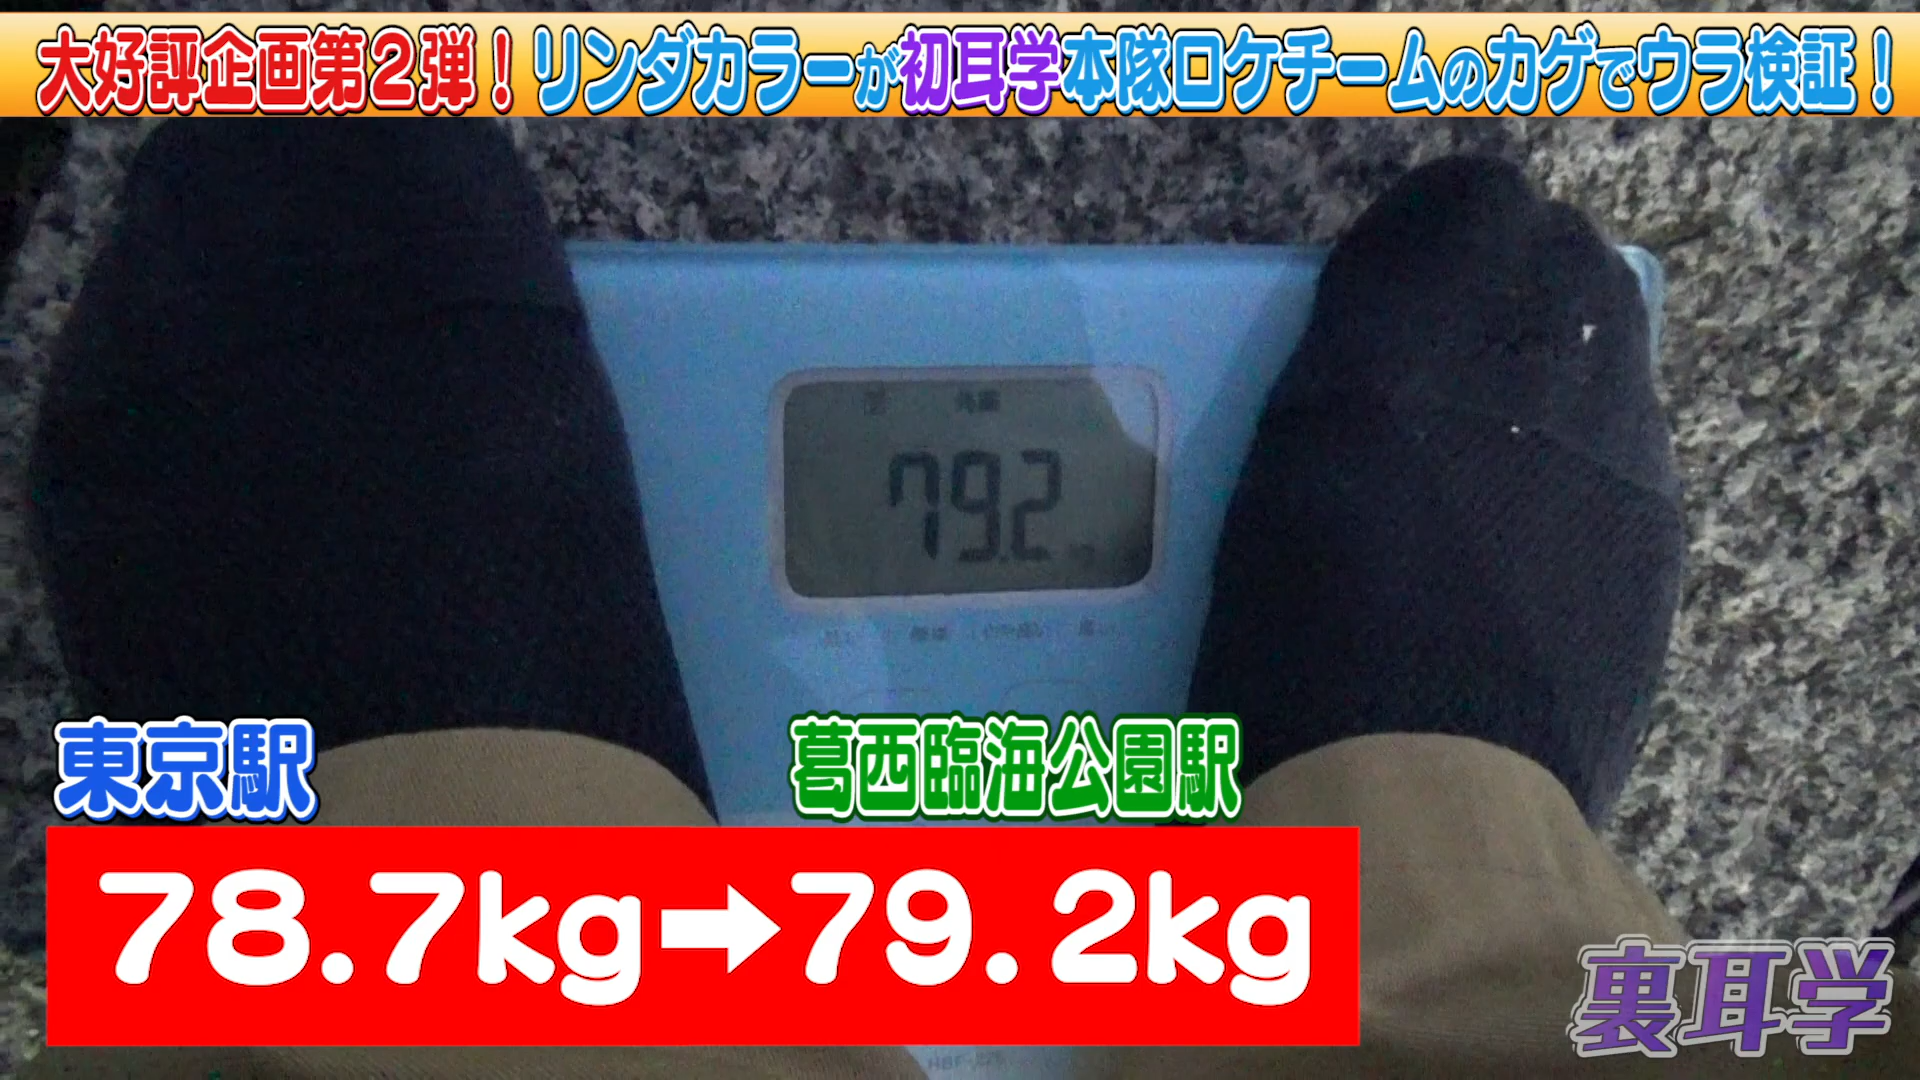 大好評企画第2弾！リンダカラーが初耳学本隊ロケチームのカゲでウラ検証！
79.2
東京駅
葛西臨海公園駅
78.7kg➡79.2kg
裏耳学